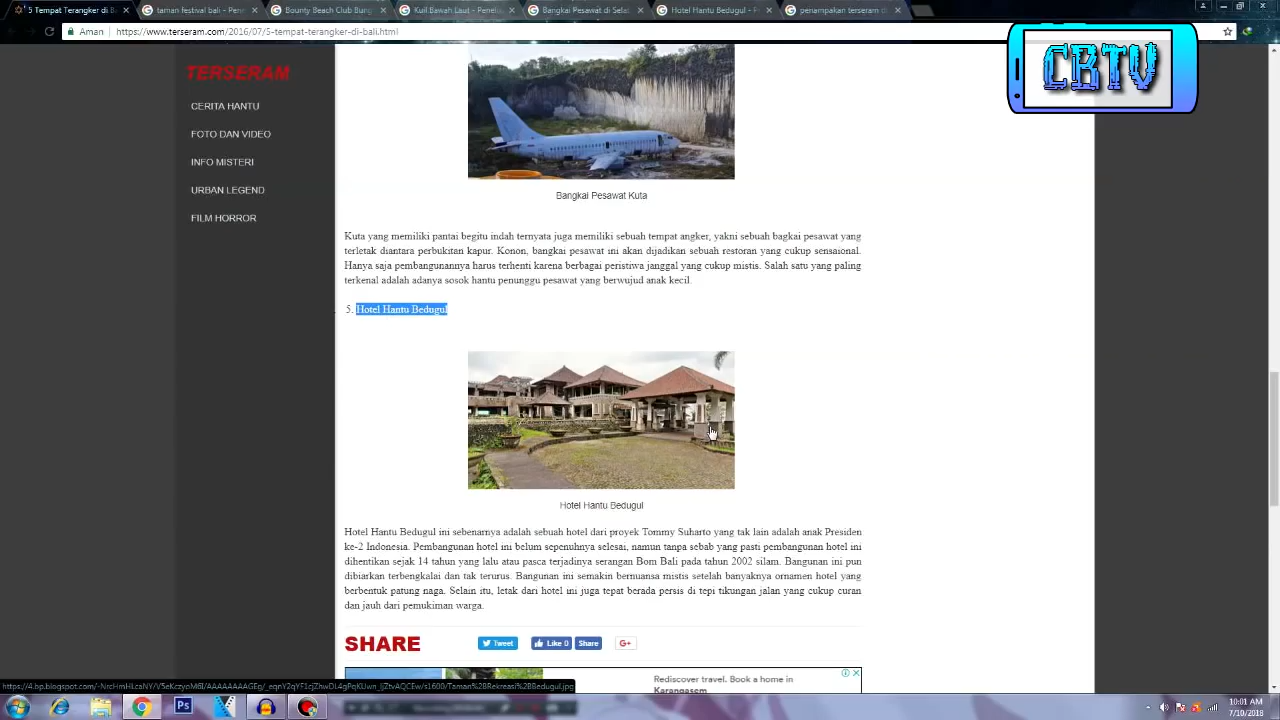 5 Tempat Terangker di B
taman festival bali - Pene
Bounty Beach Club Bung
Kuil Bawah Laut - Penelus
Bangkai Pesawat di Selat
Hotel Hantu Bedugul - P
penampakan terseram di
Aman
https://www.terseram.com/2016/07/5-tempat-terangker-di-bali.html
CBTV
TERSERAM
CERITA HANTU
FOTO DAN VIDEO
INFO MISTERI
URBAN LEGEND
FILM HORROR
Bangkai Pesawat Kuta
Kuta yang memiliki pantai begitu indah ternyata juga memiliki sebuah tempat angker, yakni sebuah bagkai pesawat yang
terletak diantara perbukitan kapur. Konon, bangkai pesawat ini akan dijadikan sebuah restoran yang cukup sensasional.
Hanya saja pembangunannya harus terhenti karena berbagai peristiwa janggal yang cukup mistis. Salah satu yang paling
terkenal adalah adanya sosok hantu penunggu pesawat yang berwujud anak kecil.
5. Hotel Hantu Bedugul
Hotel Hantu Bedugul
Hotel Hantu Bedugul ini sebenarnya adalah sebuah hotel dari proyek Tommy Suharto yang tak lain adalah anak Presiden
ke-2 Indonesia. Pembangunan hotel ini belum sepenuhnya selesai, namun tanpa sebab yang pasti pembangunan hotel ini
dihentikan sejak 14 tahun yang lalu atau pasca terjadinya serangan Bom Bali pada tahun 2002 silam. Bangunan ini pun
dibiarkan terbengkalai dan tak terurus. Bangunan ini semakin bernuansa mistis setelah banyaknya ornamen hotel yang
berbentuk patung naga. Selain itu, letak dari hotel ini juga tepat berada persis di tepi tikungan jalan yang cukup curam
dan jauh dari pemukiman warga.
SHARE
Tweet
Like 0
Share
G+
Rediscover travel. Book a home in
Karangasem
10:01 AM
7/10/2018